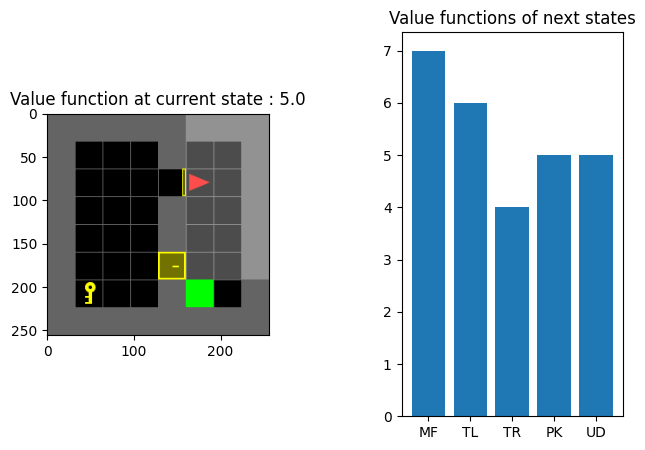 Value function at current state : 5.0
0
50
100
150
200
250
0
100
200
Value functions of next states
7
6
5
4
3
2
1
0
MF
TL
TR
PK
UD